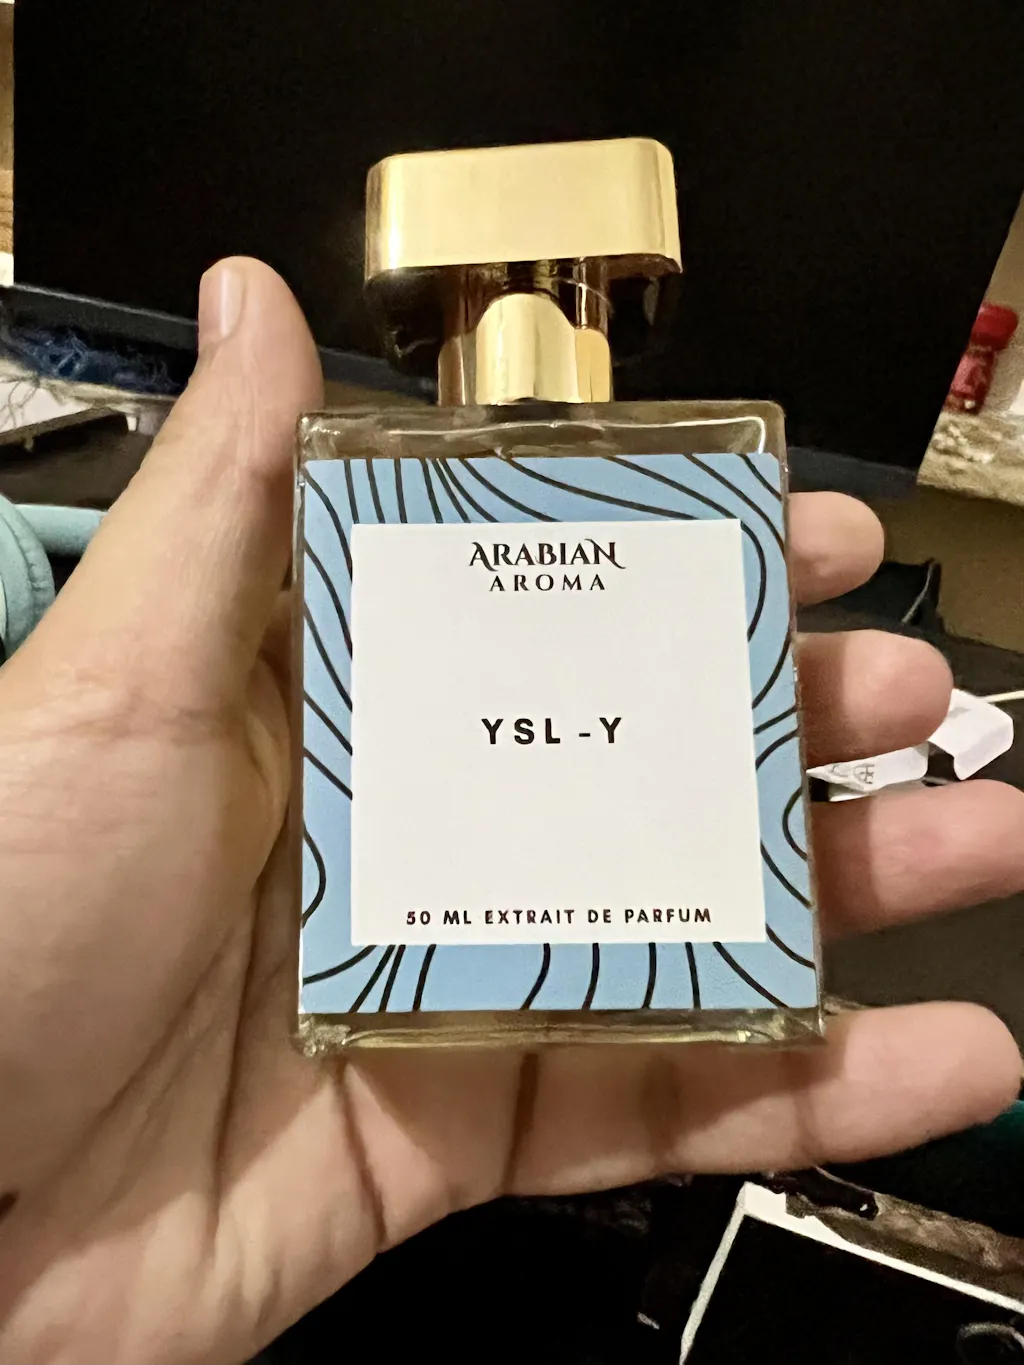 ARABIAN
AROMA
YSL -Y
50 ML EXTRAIT DE PARFUM